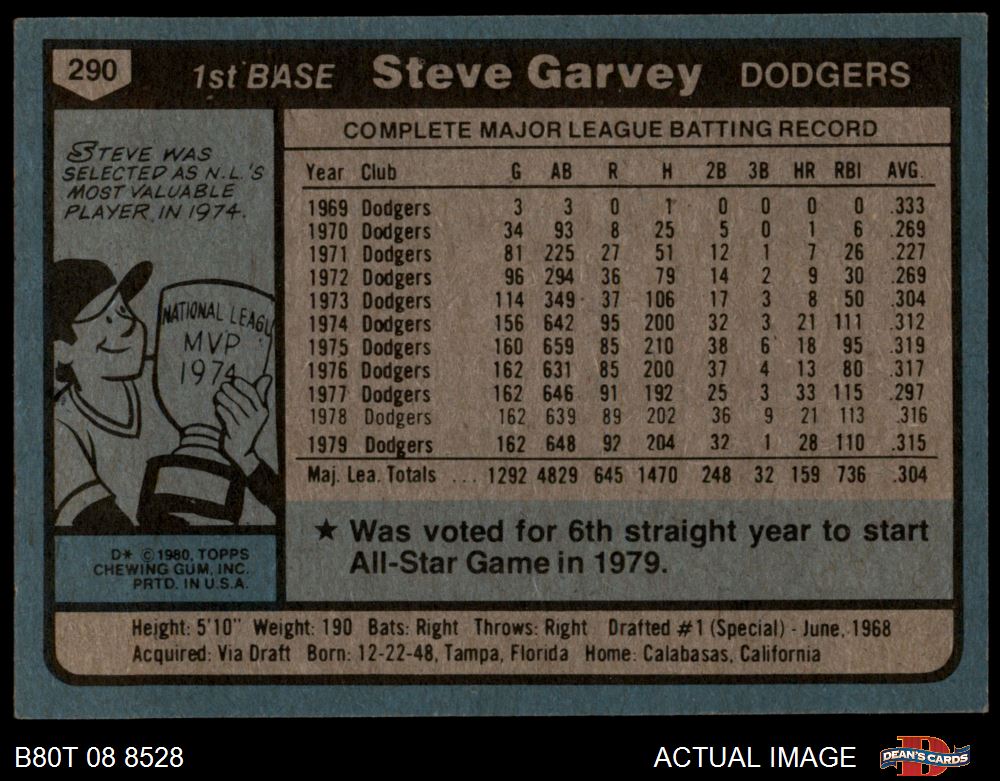 290 1st BASE Steve Garvey DODGERS
STEVE WAS
SELECTED AS N.L.'S
MOST VALUABLE
PLAYER IN 1974.
NATIONAL LEAGU
MVP
1974
D* © 1980, TOPPS
CHEWING GUM, INC.
PRTD. IN U.S.A.
COMPLETE MAJOR LEAGUE BATTING RECORD
Year Club G AB R H 2B 3B HR RBI AVG.
1969 Dodgers 3 3 0 1 0 0 0 0 .333
1970 Dodgers 34 93 8 25 5 0 1 6 .269
1971 Dodgers 81 225 27 51 12 1 7 26 .227
1972 Dodgers 96 294 36 79 14 2 9 30 .269
1973 Dodgers 114 349 37 106 17 3 8 50 .304
1974 Dodgers 156 642 95 200 32 3 21 111 .312
1975 Dodgers 160 659 85 210 38 6 18 95 .319
1976 Dodgers 162 631 85 200 37 4 13 80 .317
1977 Dodgers 162 646 91 192 25 3 33 115 .297
1978 Dodgers 162 639 89 202 36 9 21 113 .316
1979 Dodgers 162 648 92 204 32 1 28 110 .315
Maj. Lea. Totals ... 1292 4829 645 1470 248 32 159 736 .304
★ Was voted for 6th straight year to start
All-Star Game in 1979.
Height: 5'10" Weight: 190 Bats: Right Throws: Right Drafted #1 (Special) - June, 1968
Acquired: Via Draft Born: 12-22-48, Tampa, Florida Home: Calabasas, California
B80T 08 8528 ACTUAL IMAGE DEAN'S CARDS